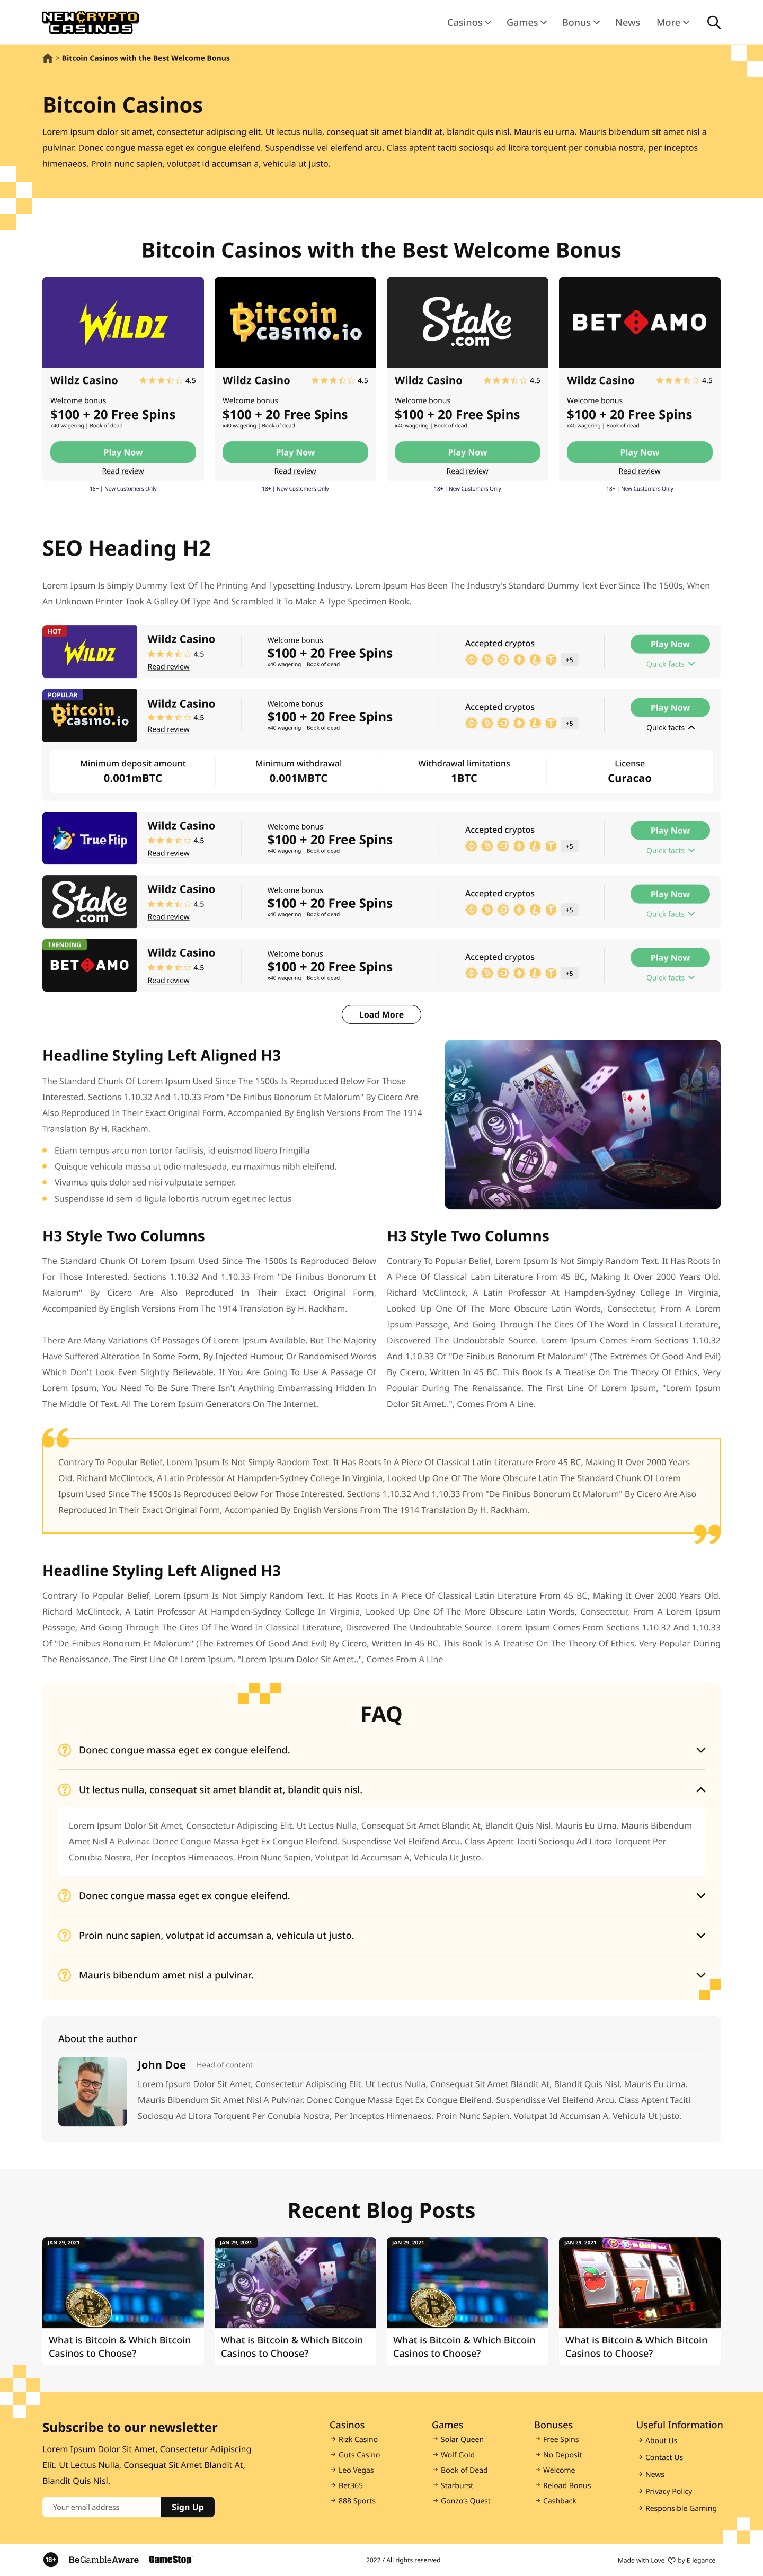 NEWCRYPTO
CASINOS
Casinos
Games
Bonus
News
More
> Bitcoin Casinos with the Best Welcome Bonus
Bitcoin Casinos
Lorem ipsum dolor sit amet, consectetur adipiscing elit. Ut lectus nulla, consequat sit amet blandit at, blandit quis nisl. Mauris eu urna. Mauris bibendum sit amet nisl a
pulvinar. Donec congue massa eget ex congue eleifend. Suspendisse vel eleifend arcu. Class aptent taciti sociosqu ad litora torquent per conubia nostra, per inceptos
himenaeos. Proin nunc sapien, volutpat id accumsan a, vehicula ut justo.
Bitcoin Casinos with the Best Welcome Bonus
WILDZ
Wildz Casino
4.5
Welcome bonus
$100 + 20 Free Spins
x40 wagering | Book of dead
Play Now
Read review
18+ | New Customers Only
Bitcoin
casino.io
Wildz Casino
4.5
Welcome bonus
$100 + 20 Free Spins
x40 wagering | Book of dead
Play Now
Read review
18+ | New Customers Only
Stake
.com
Wildz Casino
4.5
Welcome bonus
$100 + 20 Free Spins
x40 wagering | Book of dead
Play Now
Read review
18+ | New Customers Only
BET AMO
Wildz Casino
4.5
Welcome bonus
$100 + 20 Free Spins
x40 wagering | Book of dead
Play Now
Read review
18+ | New Customers Only
SEO Heading H2
Lorem Ipsum Is Simply Dummy Text Of The Printing And Typesetting Industry. Lorem Ipsum Has Been The Industry's Standard Dummy Text Ever Since The 1500s, When
An Unknown Printer Took A Galley Of Type And Scrambled It To Make A Type Specimen Book.
HOT
WILDZ
Wildz Casino
4.5
Read review
Welcome bonus
$100 + 20 Free Spins
x40 wagering | Book of dead
Accepted cryptos
+5
Play Now
Quick facts
POPULAR
Bitcoin
casino.io
Wildz Casino
4.5
Read review
Welcome bonus
$100 + 20 Free Spins
x40 wagering | Book of dead
Accepted cryptos
+5
Play Now
Quick facts
Minimum deposit amount
0.001mBTC
Minimum withdrawal
0.001MBTC
Withdrawal limitations
1BTC
License
Curacao
True Flip
Wildz Casino
4.5
Read review
Welcome bonus
$100 + 20 Free Spins
x40 wagering | Book of dead
Accepted cryptos
+5
Play Now
Quick facts
Stake
.com
Wildz Casino
4.5
Read review
Welcome bonus
$100 + 20 Free Spins
x40 wagering | Book of dead
Accepted cryptos
+5
Play Now
Quick facts
TRENDING
BET AMO
Wildz Casino
4.5
Read review
Welcome bonus
$100 + 20 Free Spins
x40 wagering | Book of dead
Accepted cryptos
+5
Play Now
Quick facts
Load More
Headline Styling Left Aligned H3
The Standard Chunk Of Lorem Ipsum Used Since The 1500s Is Reproduced Below For Those
Interested. Sections 1.10.32 And 1.10.33 From "De Finibus Bonorum Et Malorum" By Cicero Are
Also Reproduced In Their Exact Original Form, Accompanied By English Versions From The 1914
Translation By H. Rackham.
Etiam tempus arcu non tortor facilisis, id euismod libero fringilla
Quisque vehicula massa ut odio malesuada, eu maximus nibh eleifend.
Vivamus quis dolor sed nisi vulputate semper.
Suspendisse id sem id ligula lobortis rutrum eget nec lectus
H3 Style Two Columns
The Standard Chunk Of Lorem Ipsum Used Since The 1500s Is Reproduced Below
For Those Interested. Sections 1.10.32 And 1.10.33 From "De Finibus Bonorum Et
Malorum" By Cicero Are Also Reproduced In Their Exact Original Form,
Accompanied By English Versions From The 1914 Translation By H. Rackham.
There Are Many Variations Of Passages Of Lorem Ipsum Available, But The Majority
Have Suffered Alteration In Some Form, By Injected Humour, Or Randomised Words
Which Don't Look Even Slightly Believable. If You Are Going To Use A Passage Of
Lorem Ipsum, You Need To Be Sure There Isn't Anything Embarrassing Hidden In
The Middle Of Text. All The Lorem Ipsum Generators On The Internet.
H3 Style Two Columns
Contrary To Popular Belief, Lorem Ipsum Is Not Simply Random Text. It Has Roots In
A Piece Of Classical Latin Literature From 45 BC, Making It Over 2000 Years Old.
Richard McClintock, A Latin Professor At Hampden-Sydney College In Virginia,
Looked Up One Of The More Obscure Latin Words, Consectetur, From A Lorem
Ipsum Passage, And Going Through The Cites Of The Word In Classical Literature,
Discovered The Undoubtable Source. Lorem Ipsum Comes From Sections 1.10.32
And 1.10.33 Of "De Finibus Bonorum Et Malorum" (The Extremes Of Good And Evil)
By Cicero, Written In 45 BC. This Book Is A Treatise On The Theory Of Ethics, Very
Popular During The Renaissance. The First Line Of Lorem Ipsum, "Lorem Ipsum
Dolor Sit Amet..", Comes From A Line.
Contrary To Popular Belief, Lorem Ipsum Is Not Simply Random Text. It Has Roots In A Piece Of Classical Latin Literature From 45 BC, Making It Over 2000 Years
Old. Richard McClintock, A Latin Professor At Hampden-Sydney College In Virginia, Looked Up One Of The More Obscure Latin The Standard Chunk Of Lorem
Ipsum Used Since The 1500s Is Reproduced Below For Those Interested. Sections 1.10.32 And 1.10.33 From "De Finibus Bonorum Et Malorum" By Cicero Are Also
Reproduced In Their Exact Original Form, Accompanied By English Versions From The 1914 Translation By H. Rackham.
Headline Styling Left Aligned H3
Contrary To Popular Belief, Lorem Ipsum Is Not Simply Random Text. It Has Roots In A Piece Of Classical Latin Literature From 45 BC, Making It Over 2000 Years Old.
Richard McClintock, A Latin Professor At Hampden-Sydney College In Virginia, Looked Up One Of The More Obscure Latin Words, Consectetur, From A Lorem Ipsum
Passage, And Going Through The Cites Of The Word In Classical Literature, Discovered The Undoubtable Source. Lorem Ipsum Comes From Sections 1.10.32 And 1.10.33
Of "De Finibus Bonorum Et Malorum" (The Extremes Of Good And Evil) By Cicero, Written In 45 BC. This Book Is A Treatise On The Theory Of Ethics, Very Popular During
The Renaissance. The First Line Of Lorem Ipsum, "Lorem Ipsum Dolor Sit Amet..", Comes From A Line
FAQ
Donec congue massa eget ex congue eleifend.
Ut lectus nulla, consequat sit amet blandit at, blandit quis nisl.
Lorem Ipsum Dolor Sit Amet, Consectetur Adipiscing Elit. Ut Lectus Nulla, Consequat Sit Amet Blandit At, Blandit Quis Nisl. Mauris Eu Urna. Mauris Bibendum
Amet Nisl A Pulvinar. Donec Congue Massa Eget Ex Congue Eleifend. Suspendisse Vel Eleifend Arcu. Class Aptent Taciti Sociosqu Ad Litora Torquent Per
Conubia Nostra, Per Inceptos Himenaeos. Proin Nunc Sapien, Volutpat Id Accumsan A, Vehicula Ut Justo.
Donec congue massa eget ex congue eleifend.
Proin nunc sapien, volutpat id accumsan a, vehicula ut justo.
Mauris bibendum amet nisl a pulvinar.
About the author
John Doe
Head of content
Lorem Ipsum Dolor Sit Amet, Consectetur Adipiscing Elit. Ut Lectus Nulla, Consequat Sit Amet Blandit At, Blandit Quis Nisl. Mauris Eu Urna.
Mauris Bibendum Sit Amet Nisl A Pulvinar. Donec Congue Massa Eget Ex Congue Eleifend. Suspendisse Vel Eleifend Arcu. Class Aptent Taciti
Sociosqu Ad Litora Torquent Per Conubia Nostra, Per Inceptos Himenaeos. Proin Nunc Sapien, Volutpat Id Accumsan A, Vehicula Ut Justo.
Recent Blog Posts
JAN 29, 2021
What is Bitcoin & Which Bitcoin
Casinos to Choose?
JAN 29, 2021
What is Bitcoin & Which Bitcoin
Casinos to Choose?
JAN 29, 2021
What is Bitcoin & Which Bitcoin
Casinos to Choose?
JAN 29, 2021
What is Bitcoin & Which Bitcoin
Casinos to Choose?
Subscribe to our newsletter
Lorem Ipsum Dolor Sit Amet, Consectetur Adipiscing
Elit. Ut Lectus Nulla, Consequat Sit Amet Blandit At,
Blandit Quis Nisl.
Your email address
Sign Up
Casinos
Rizk Casino
Guts Casino
Leo Vegas
Bet365
888 Sports
Games
Solar Queen
Wolf Gold
Book of Dead
Starburst
Gonzo's Quest
Bonuses
Free Spins
No Deposit
Welcome
Reload Bonus
Cashback
Useful Information
About Us
Contact Us
News
Privacy Policy
Responsible Gaming
18+
BeGambleAware
GameStop
2022 / All rights reserved
Made with Love by E-legance